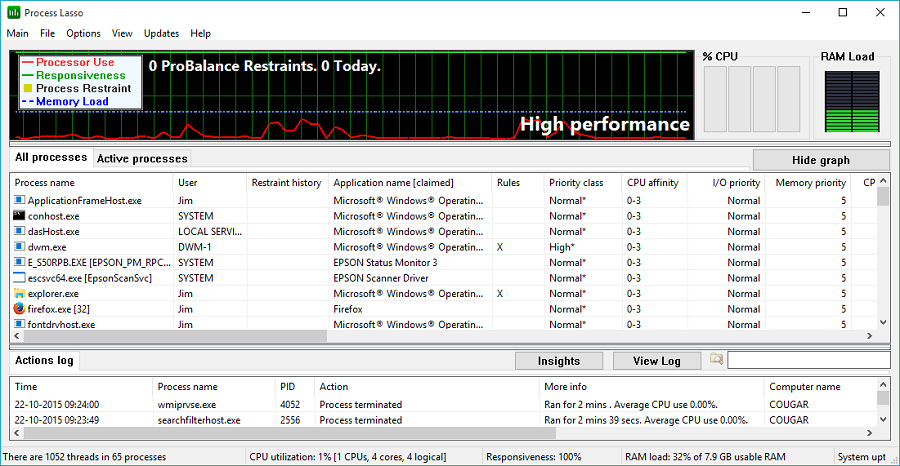 Process Lasso
Main File Options View Updates Help
Processor Use
Responsiveness
Process Restraint
Memory Load
0 ProBalance Restraints. 0 Today.
High performance
% CPU
RAM Load
All processes Active processes Hide graph
Process name User Restraint history Application name [claimed] Rules Priority class CPU affinity I/O priority Memory priority CP
ApplicationFrameHost.exe Jim Microsoft® Windows® Operatin... Normal* 0-3 Normal 5
conhost.exe SYSTEM Microsoft® Windows® Operatin... Normal* 0-3 Normal 5
dasHost.exe LOCAL SERVI... Microsoft® Windows® Operatin... Normal* 0-3 Normal 5
dwm.exe DWM-1 Microsoft® Windows® Operatin... X High* 0-3 Normal 5
E_S50RPB.EXE [EPSON_PM_RPC... SYSTEM EPSON Status Monitor 3 Normal* 0-3 Normal 5
escsvc64.exe [EpsonScanSvc] SYSTEM EPSON Scanner Driver Normal* 0-3 Normal 5
explorer.exe Jim Microsoft® Windows® Operatin... X Normal* 0-3 Normal 5
firefox.exe [32] Jim Firefox Normal* 0-3 Normal 5
fontdrvhost.exe Jim Microsoft® Windows® Operatin... Normal* 0-3 Normal 5
Actions log Insights View Log
Time Process name PID Action More info Computer name
22-10-2015 09:24:00 wmiprvse.exe 4052 Process terminated Ran for 2 mins . Average CPU use 0.00%. COUGAR
22-10-2015 09:23:49 searchfilterhost.exe 2556 Process terminated Ran for 2 mins 39 secs. Average CPU use 0.00%. COUGAR
There are 1052 threads in 65 processes CPU utilization: 1% [1 CPUs, 4 cores, 4 logical] Responsiveness: 100% RAM load: 32% of 7.9 GB usable RAM System upt